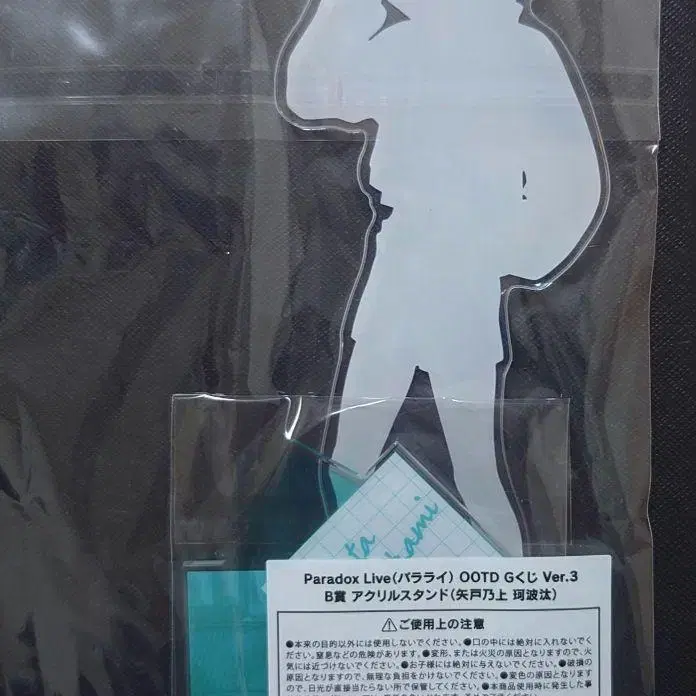 ta
kami
Paradox Live(パラライ) OOTD Gくじ Ver.3
B賞 アクリルスタンド(矢戸乃上 珂波汰)
⚠ご使用上の注意
●本来の目的以外には使用しないでください。●口の中には絶対に入れないでく
ださい。窒息などの危険があります。●変形、または火災の原因となりますので、火
気には近づけないでください。●お子様には絶対に与えないでください。●破損の
原因となりますので、無理な負担をかけないでください。●変色の原因となります
ので、日光が直接当たらない所で保管してください。●本商品使用時に発生した事